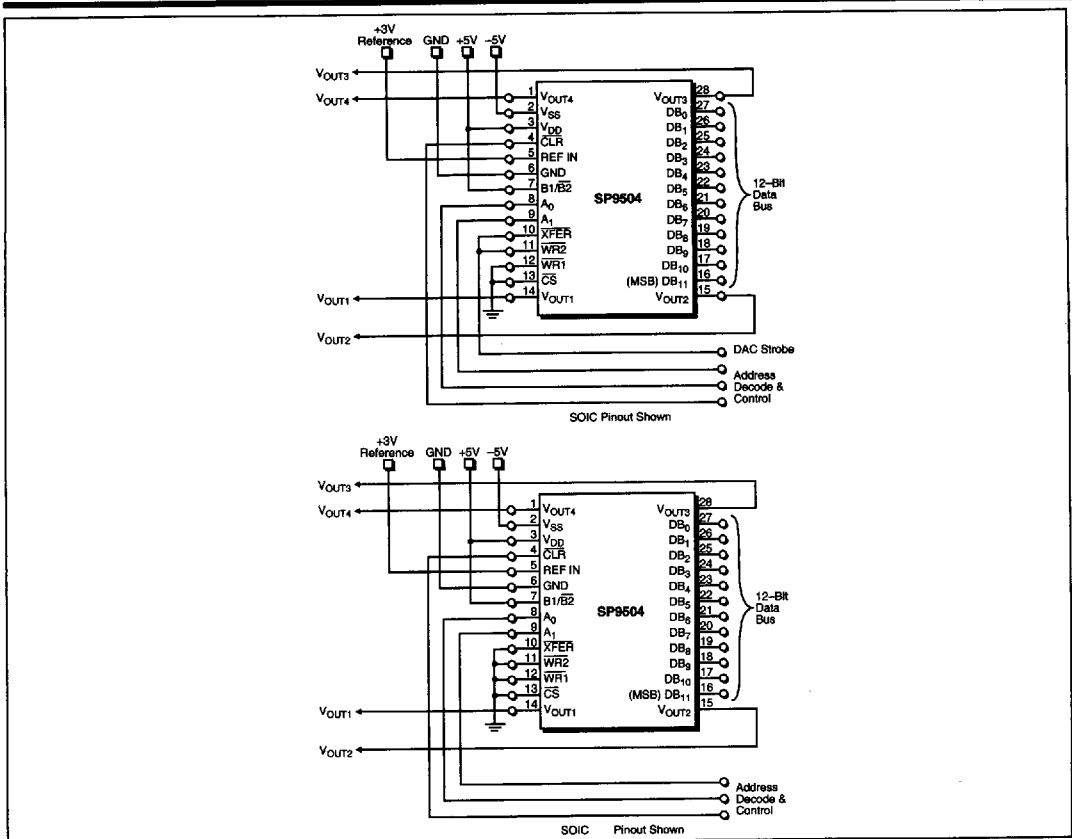 +3V
Reference GND +5V –5V
VOUT3
VOUT4
1 VOUT4 VOUT3 28
2 VSS DB0 27
3 VDD DB1 26
4 CLR DB2 25
5 REF IN DB3 24
6 GND DB4 23
7 B1/B2 DB5 22
8 A0 DB6 21
9 A1 DB7 20
10 XFER DB8 19
11 WR2 DB9 18
12 WR1 DB10 17
13 CS (MSB) DB11 16
14 VOUT1 VOUT2 15
SP9504
12–Bit
Data
Bus
VOUT1
VOUT2
DAC Strobe
Address
Decode &
Control
SOIC Pinout Shown
+3V
Reference GND +5V –5V
VOUT3
VOUT4
1 VOUT4 VOUT3 28
2 VSS DB0 27
3 VDD DB1 26
4 CLR DB2 25
5 REF IN DB3 24
6 GND DB4 23
7 B1/B2 DB5 22
8 A0 DB6 21
9 A1 DB7 20
10 XFER DB8 19
11 WR2 DB9 18
12 WR1 DB10 17
13 CS (MSB) DB11 16
14 VOUT1 VOUT2 15
SP9504
12–Bit
Data
Bus
VOUT1
VOUT2
Address
Decode &
Control
SOIC Pinout Shown